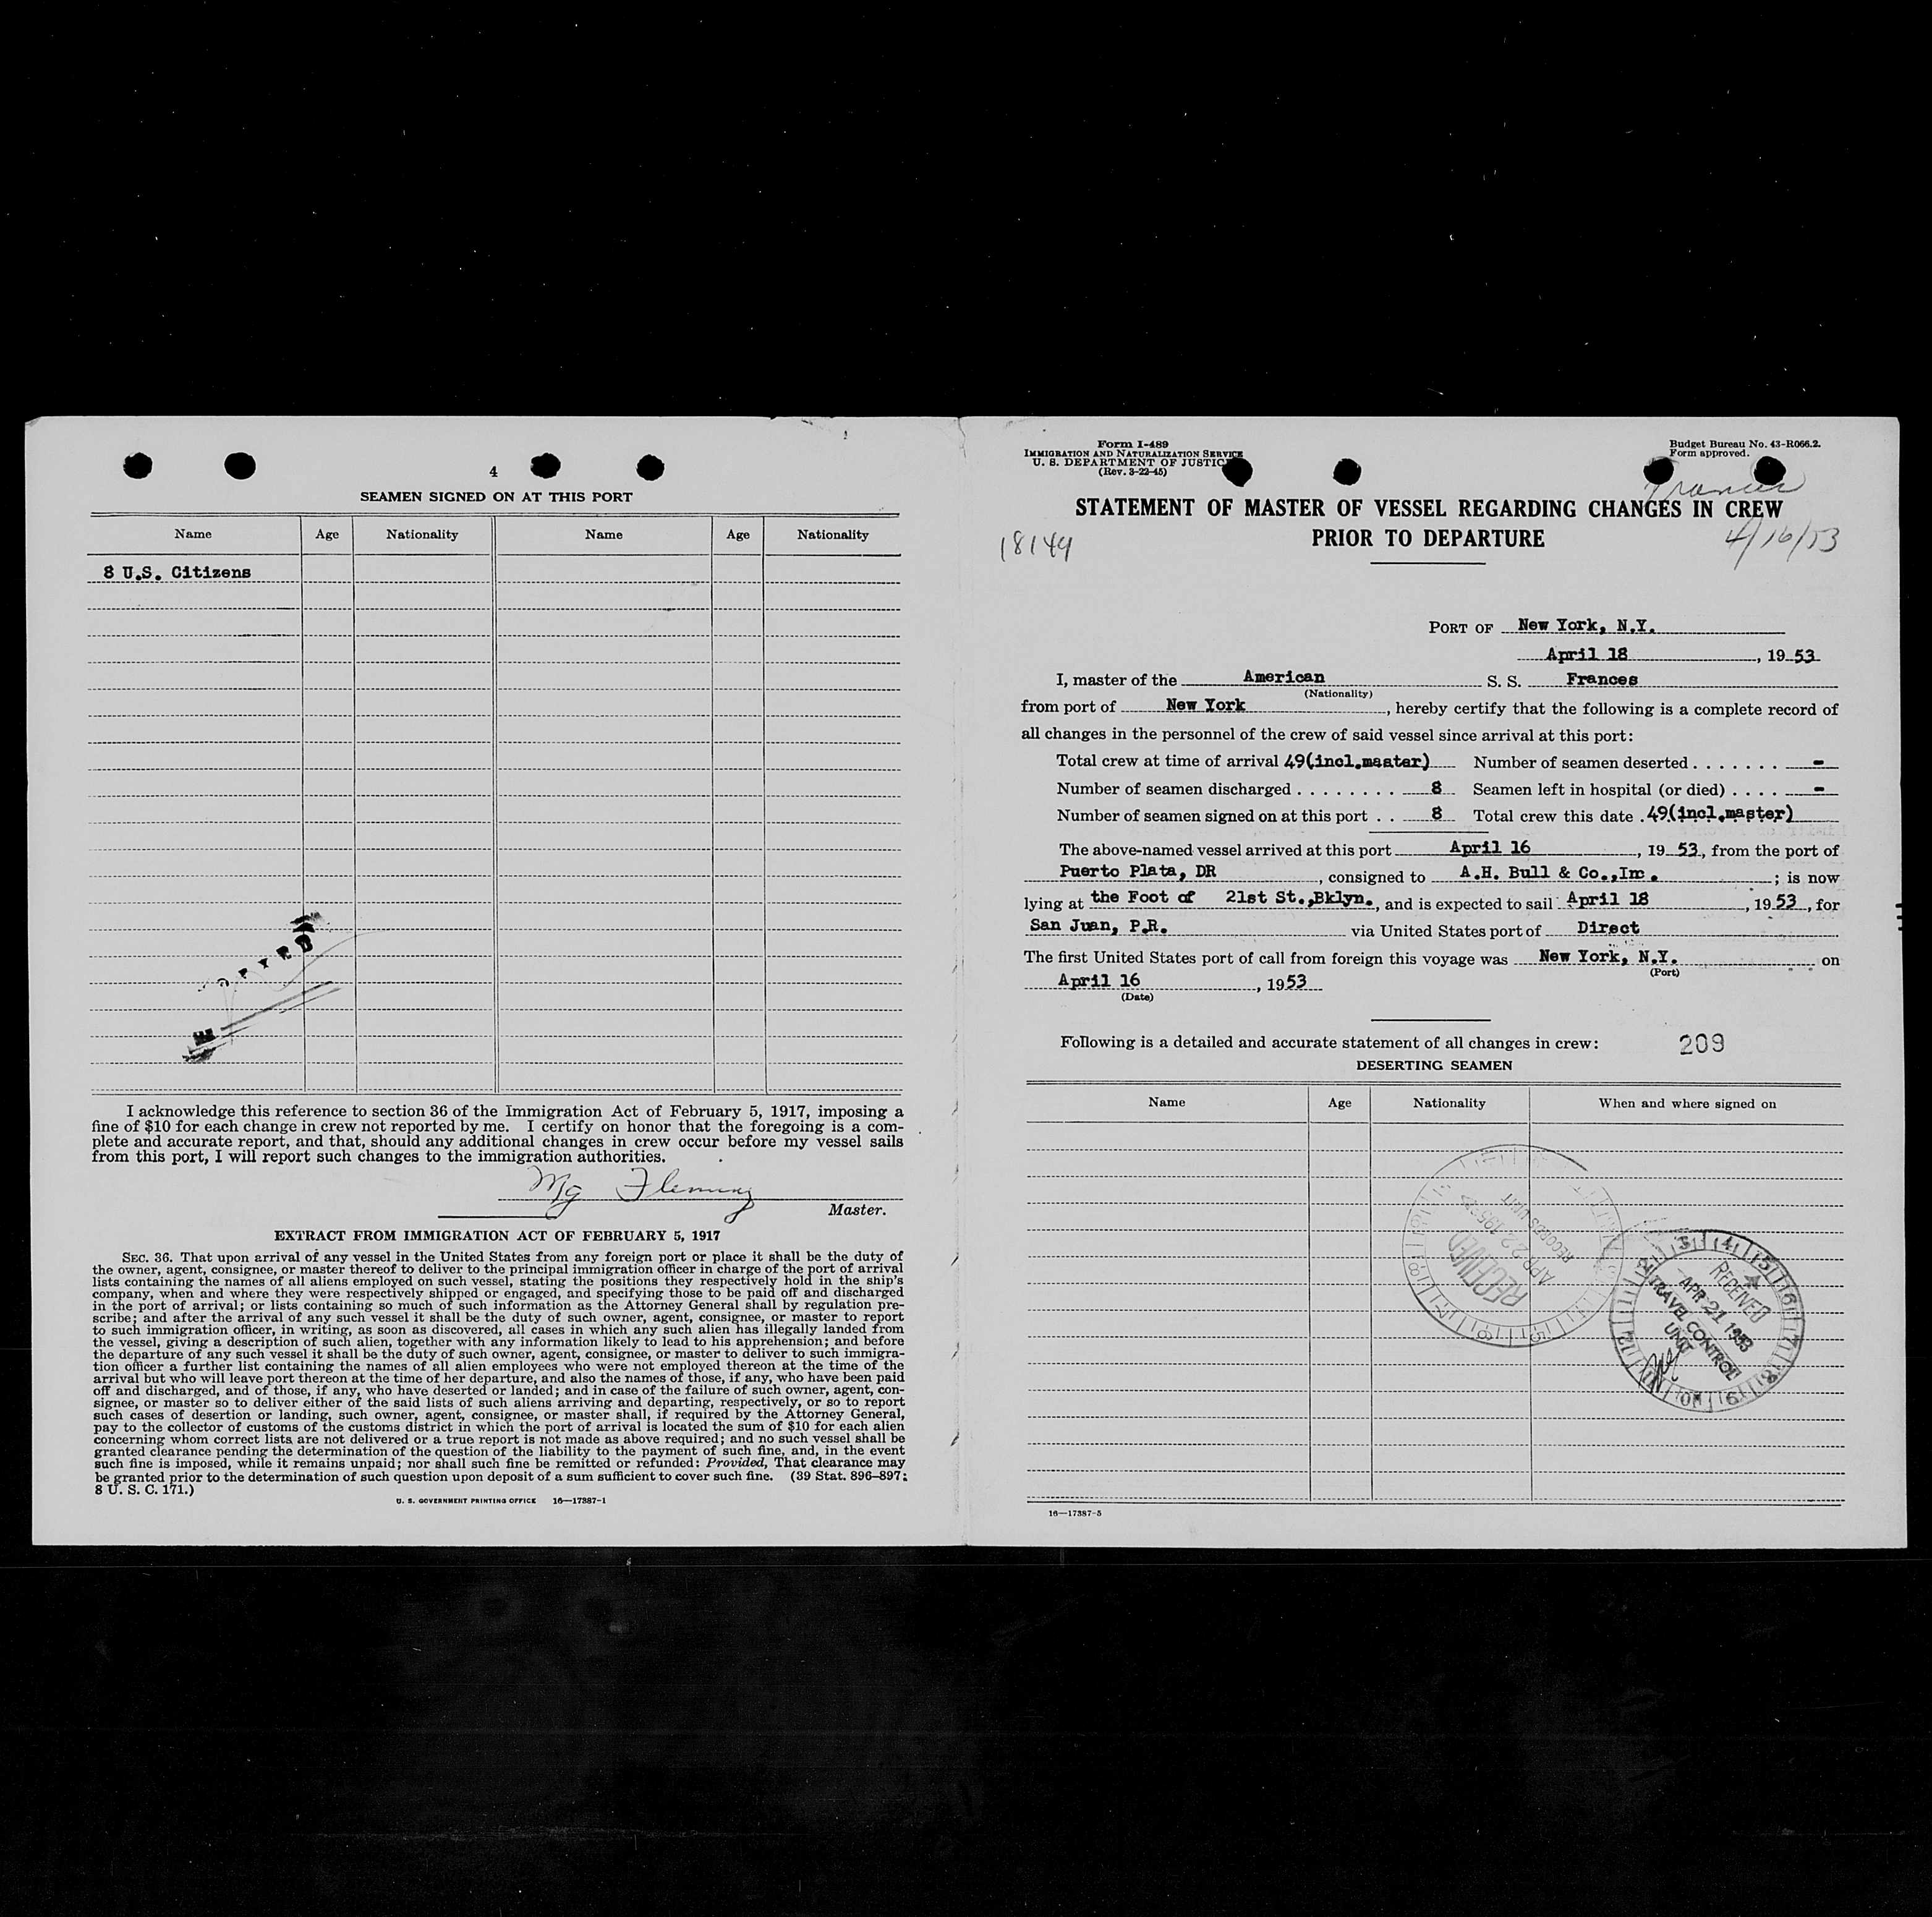 4
SEAMEN SIGNED ON AT THIS PORT
Name Age Nationality Name Age Nationality
8 U.S. Citizens
I acknowledge this reference to section 36 of the Immigration Act of February 5, 1917, imposing a
fine of $10 for each change in crew not reported by me. I certify on honor that the foregoing is a com-
plete and accurate report, and that, should any additional changes in crew occur before my vessel sails
from this port, I will report such changes to the immigration authorities.
Fleming
Master.
EXTRACT FROM IMMIGRATION ACT OF FEBRUARY 5, 1917
SEC. 36. That upon arrival of any vessel in the United States from any foreign port or place it shall be the duty of
the owner, agent, consignee, or master thereof to deliver to the principal immigration officer in charge of the port of arrival
lists containing the names of all aliens employed on such vessel, stating the positions they respectively hold in the ship's
company, when and where they were respectively shipped or engaged, and specifying those to be paid off and discharged
in the port of arrival; or lists containing so much of such information as the Attorney General shall by regulation pre-
scribe; and after the arrival of any such vessel it shall be the duty of such owner, agent, consignee, or master to report
to such immigration officer, in writing, as soon as discovered, all cases in which any such alien has illegally landed from
the vessel, giving a description of such alien, together with any information likely to lead to his apprehension; and before
the departure of any such vessel it shall be the duty of such owner, agent, consignee, or master to deliver to such immigra-
tion officer a further list containing the names of all alien employees who were not employed thereon at the time of the
arrival but who will leave port thereon at the time of her departure, and also the names of those, if any, who have been paid
off and discharged, and of those, if any, who have deserted or landed; and in case of the failure of such owner, agent, con-
signee, or master so to deliver either of the said lists of such aliens arriving and departing, respectively, or so to report
such cases of desertion or landing, such owner, agent, consignee, or master shall, if required by the Attorney General,
pay to the collector of customs of the customs district in which the port of arrival is located the sum of $10 for each alien
concerning whom correct lists are not delivered or a true report is not made as above required; and no such vessel shall be
granted clearance pending the determination of the question of the liability to the payment of such fine, and, in the event
such fine is imposed, while it remains unpaid; nor shall such fine be remitted or refunded: Provided, That clearance may
be granted prior to the determination of such question upon deposit of a sum sufficient to cover such fine. (39 Stat. 896–897;
8 U. S. C. 171.)
U. S. GOVERNMENT PRINTING OFFICE 16—17387-1
Form I-489
IMMIGRATION AND NATURALIZATION SERVICE
U. S. DEPARTMENT OF JUSTIC
(Rev. 3-22-45)
Budget Bureau No. 43-R066.2.
Form approved.
Frances
STATEMENT OF MASTER OF VESSEL REGARDING CHANGES IN CREW
PRIOR TO DEPARTURE
18149
4/16/53
PORT OF New York, N.Y.
April 18, 1953
I, master of the American S. S. Frances
(Nationality)
from port of New York, hereby certify that the following is a complete record of
all changes in the personnel of the crew of said vessel since arrival at this port:
Total crew at time of arrival 49(incl.master) Number of seamen deserted . . . . . . . -
Number of seamen discharged . . . . . . . . 8 Seamen left in hospital (or died) . . . . -
Number of seamen signed on at this port . . 8 Total crew this date . 49(incl.master)
The above-named vessel arrived at this port April 16, 1953, from the port of
Puerto Plata, DR, consigned to A.H. Bull & Co.,Inc.; is now
lying at the Foot of 21st St.,Bklyn., and is expected to sail April 18, 1953, for
San Juan, P.R. via United States port of Direct
The first United States port of call from foreign this voyage was New York, N.Y. on
(Port)
April 16, 1953
(Date)
Following is a detailed and accurate statement of all changes in crew: 209
DESERTING SEAMEN
Name Age Nationality When and where signed on
RECEIVED
APR 22 195
RECORDS UNIT
RECEIVED
APR 21 1953
TRAVEL CONTROL
UNIT
16—17387-5